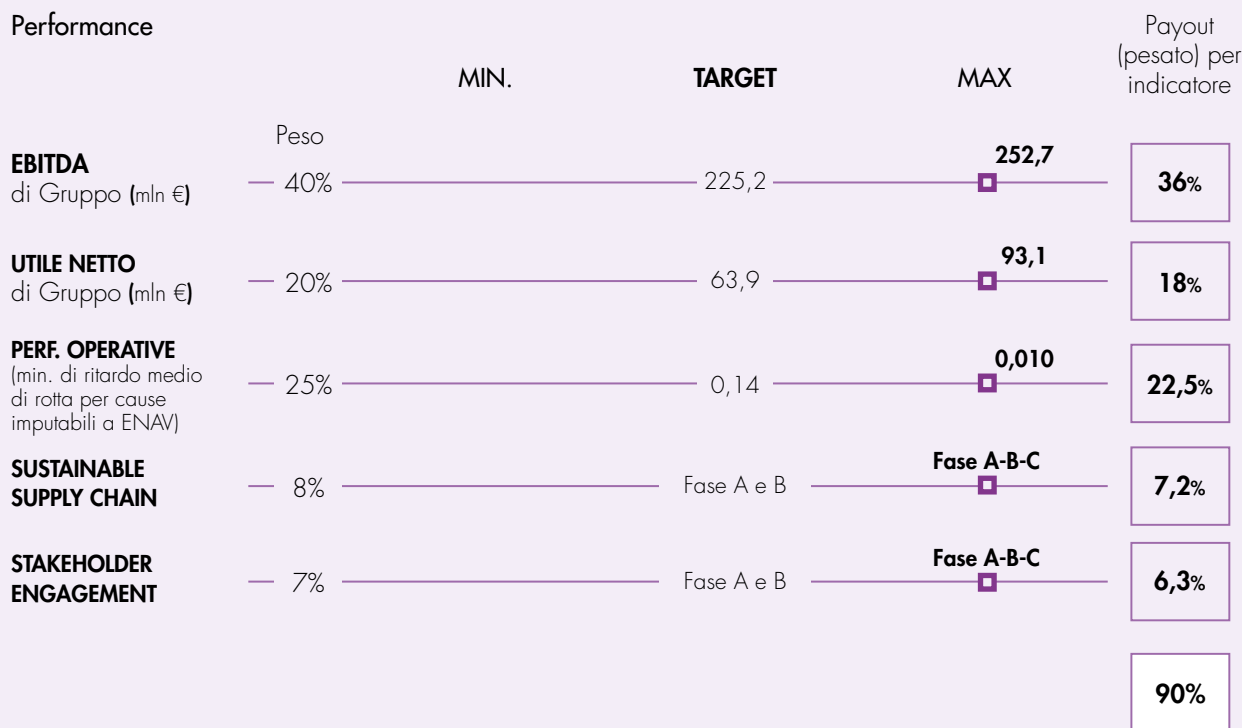 Performance
Payout
(pesato) per
indicatore
MIN.
TARGET
MAX
Peso
EBITDA
di Gruppo (mln €)
40%
225,2
252,7
36%
UTILE NETTO
di Gruppo (mln €)
20%
63,9
93,1
18%
PERF. OPERATIVE
(min. di ritardo medio
di rotta per cause
imputabili a ENAV)
25%
0,14
0,010
22,5%
SUSTAINABLE
SUPPLY CHAIN
8%
Fase A e B
Fase A-B-C
7,2%
STAKEHOLDER
ENGAGEMENT
7%
Fase A e B
Fase A-B-C
6,3%
90%